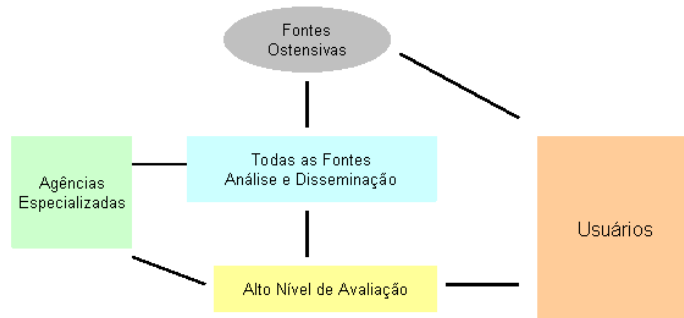 Fontes
Ostensivas
Agências
Especializadas
Todas as Fontes
Análise e Disseminação
Usuários
Alto Nível de Avaliação